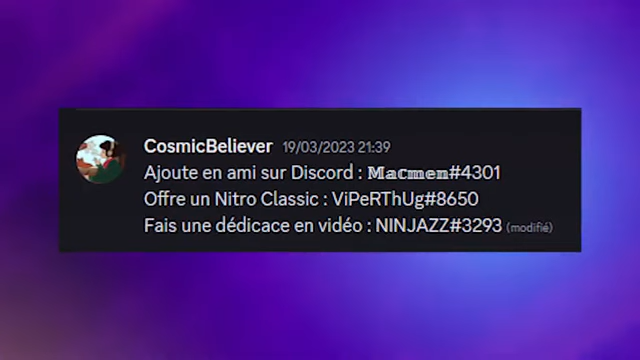 CosmicBeliever 19/03/2023 21:39
Ajoute en ami sur Discord : 𝕄𝕒𝕔𝕞𝕖𝕟#4301
Offre un Nitro Classic : ViPeRThUg#8650
Fais une dédicace en vidéo : NINJAZZ#3293 (modifié)